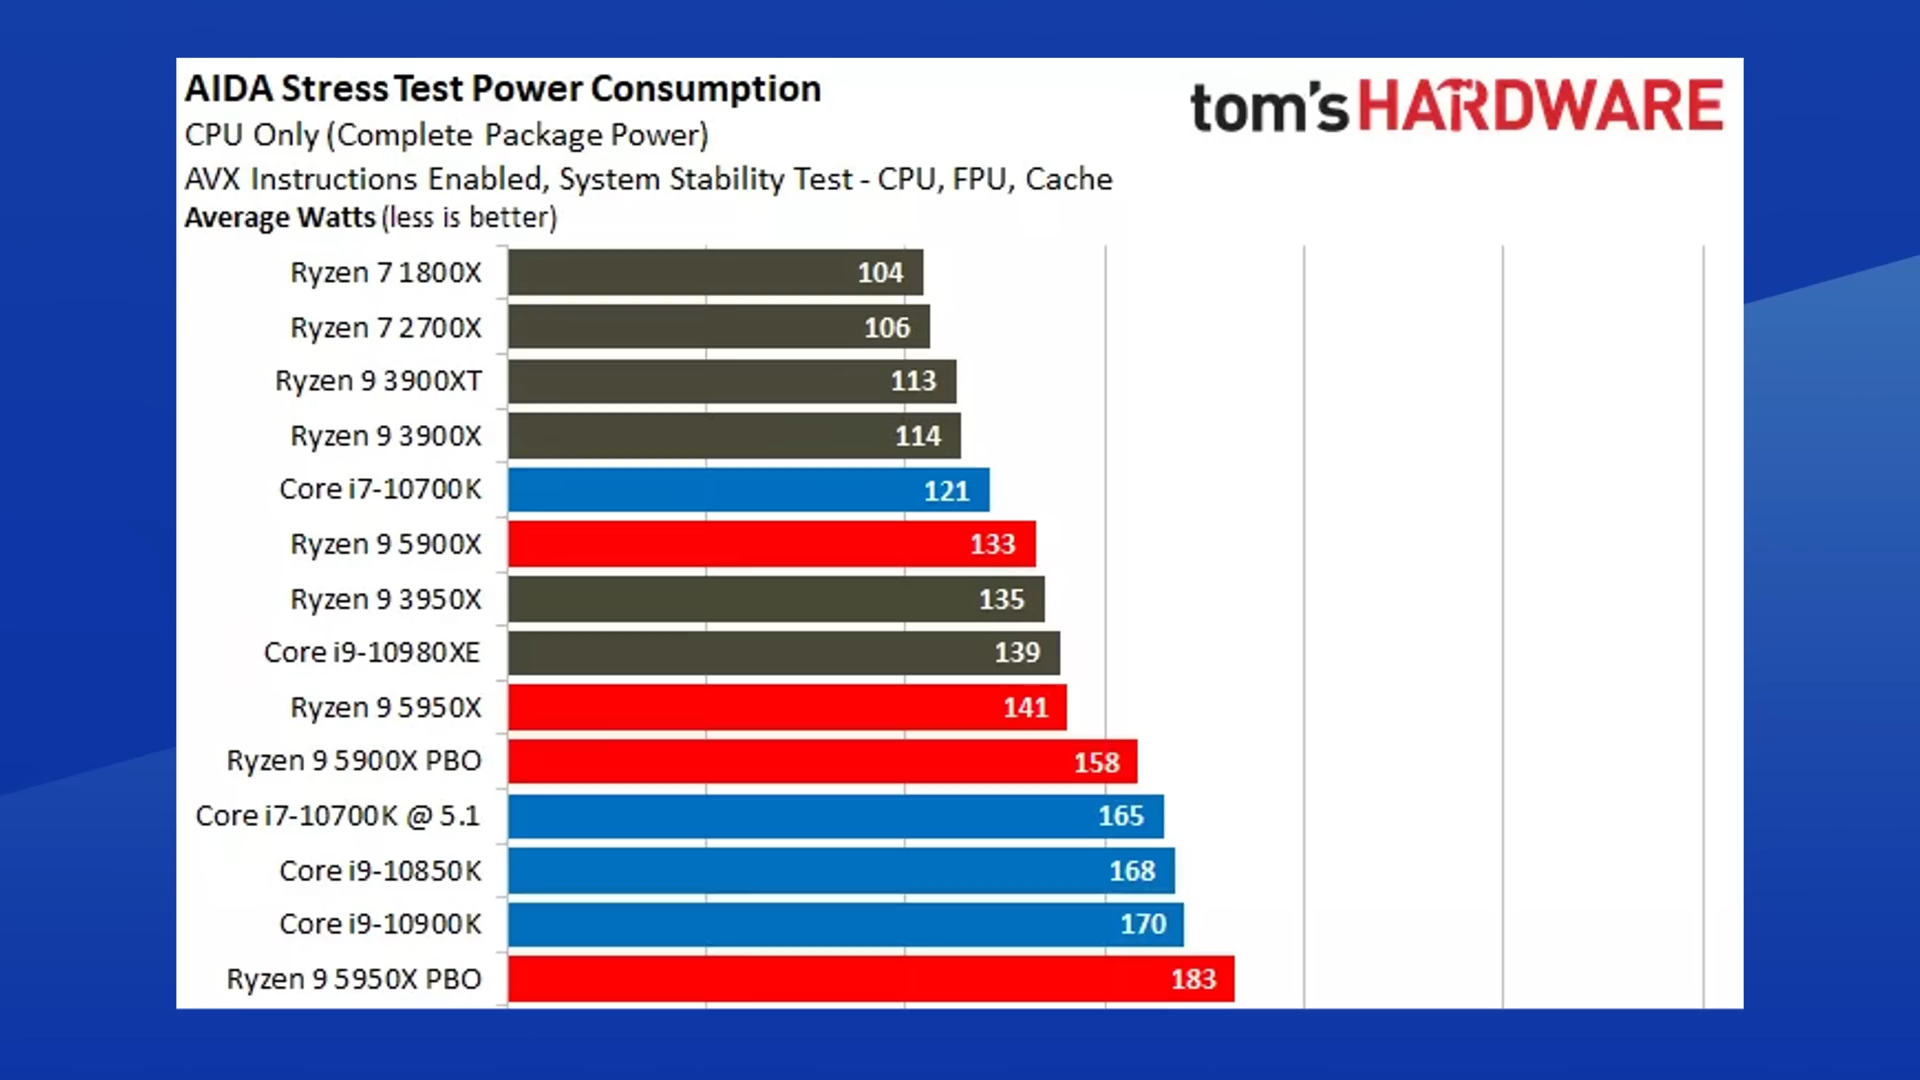 AIDA Stress Test Power Consumption
tom's HARDWARE
CPU Only (Complete Package Power)
AVX Instructions Enabled, System Stability Test - CPU, FPU, Cache
Average Watts (less is better)
Ryzen 7 1800X 104
Ryzen 7 2700X 106
Ryzen 9 3900XT 113
Ryzen 9 3900X 114
Core i7-10700K 121
Ryzen 9 5900X 133
Ryzen 9 3950X 135
Core i9-10980XE 139
Ryzen 9 5950X 141
Ryzen 9 5900X PBO 158
Core i7-10700K @ 5.1 165
Core i9-10850K 168
Core i9-10900K 170
Ryzen 9 5950X PBO 183